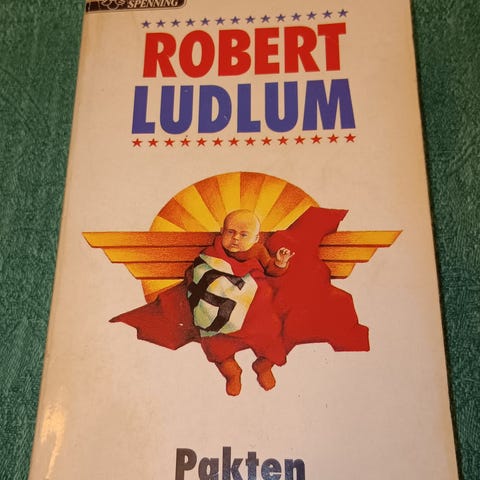 SPENNING
ROBERT
LUDLUM
Pakten